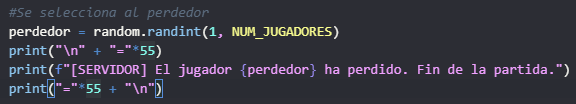 #Se selecciona al perdedor
perdedor = random.randint(1, NUM_JUGADORES)
print("\n" + "="*55)
print(f"[SERVIDOR] El jugador {perdedor} ha perdido. Fin de la partida.")
print("="*55 + "\n")